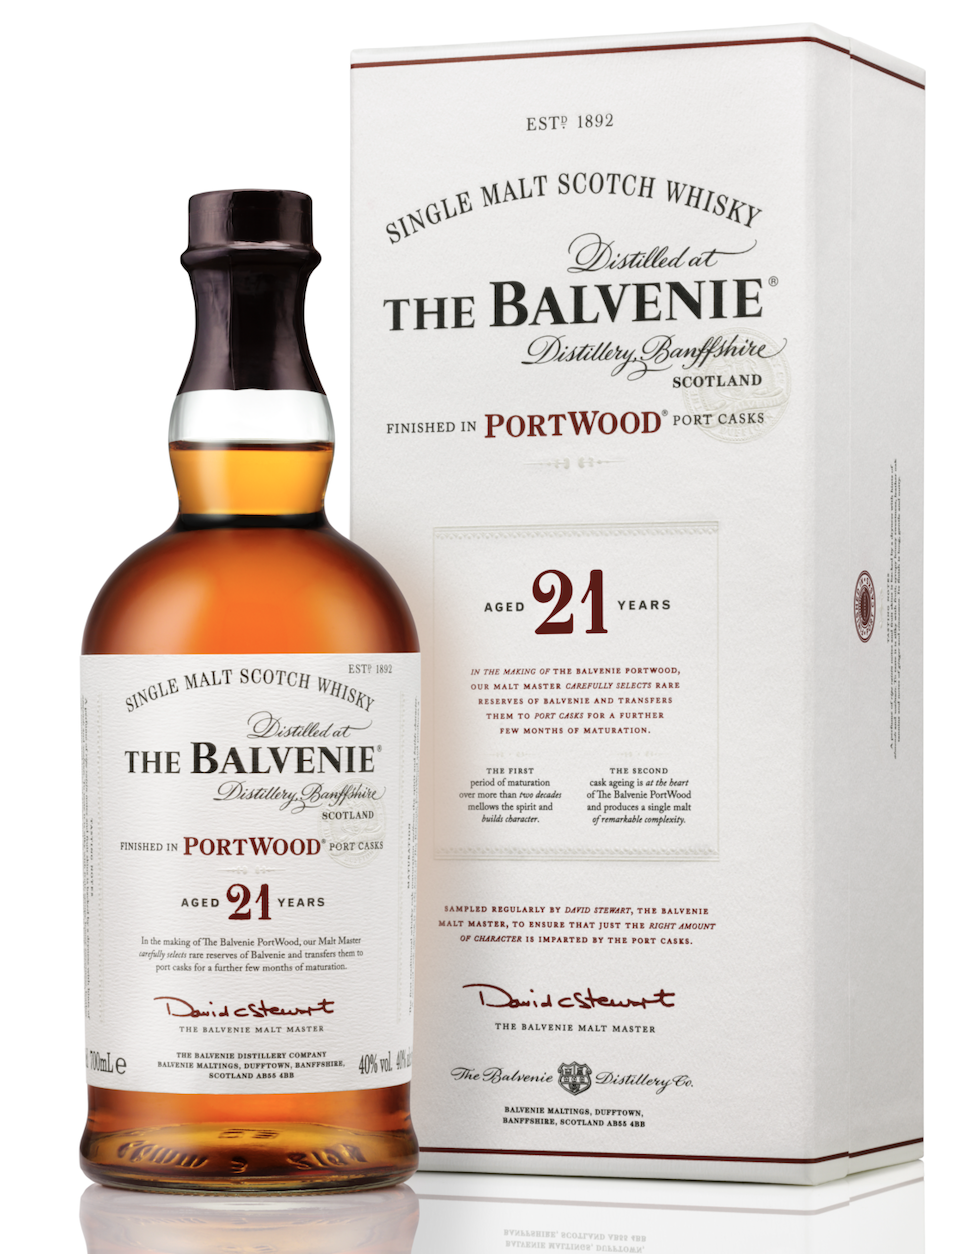 ESTD 1892
SINGLE MALT SCOTCH WHISKY
Distilled at
THE BALVENIE®
Distillery, Banffshire
SCOTLAND
FINISHED IN PORTWOOD® PORT CASKS
AGED 21 YEARS
IN THE MAKING OF THE BALVENIE PORTWOOD,
OUR MALT MASTER CAREFULLY SELECTS RARE
RESERVES OF BALVENIE AND TRANSFERS
THEM TO PORT CASKS FOR A FURTHER
FEW MONTHS OF MATURATION.
THE FIRST
period of maturation
over more than two decades
mellows the spirit and
builds character.
THE SECOND
cask ageing is at the heart
of The Balvenie PortWood
and produces a single malt
of remarkable complexity.
SAMPLED REGULARLY BY DAVID STEWART, THE BALVENIE
MALT MASTER, TO ENSURE THAT JUST THE RIGHT AMOUNT
OF CHARACTER IS IMPARTED BY THE PORT CASKS.
David C Stewart
THE BALVENIE MALT MASTER
The Balvenie Distillery Co.
BALVENIE MALTINGS, DUFFTOWN,
BANFFSHIRE, SCOTLAND AB55 4BB
ESTD 1892
SINGLE MALT SCOTCH WHISKY
Distilled at
THE BALVENIE®
Distillery, Banffshire
SCOTLAND
FINISHED IN PORTWOOD® PORT CASKS
AGED 21 YEARS
In the making of The Balvenie PortWood, our Malt Master
carefully selects rare reserves of Balvenie and transfers them to
port casks for a further few months of maturation.
David C Stewart
THE BALVENIE MALT MASTER
THE BALVENIE DISTILLERY COMPANY
BALVENIE MALTINGS, DUFFTOWN, BANFFSHIRE,
SCOTLAND AB55 4BB
700mL e
40% vol. 40%
TASTING NOTES